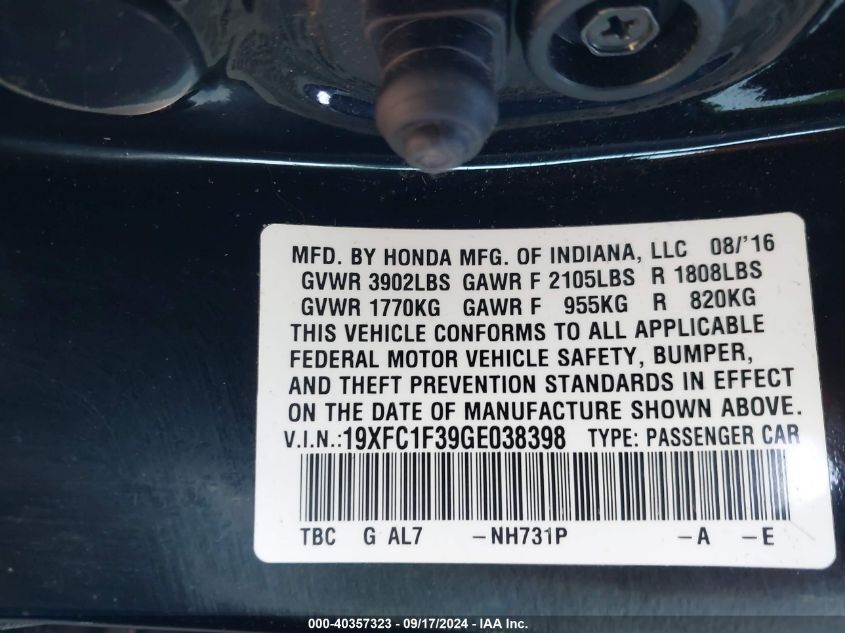 MFD. BY HONDA MFG. OF INDIANA, LLC 08/'16
GVWR 3902LBS GAWR F 2105LBS R 1808LBS
GVWR 1770KG GAWR F 955KG R 820KG
THIS VEHICLE CONFORMS TO ALL APPLICABLE
FEDERAL MOTOR VEHICLE SAFETY, BUMPER,
AND THEFT PREVENTION STANDARDS IN EFFECT
ON THE DATE OF MANUFACTURE SHOWN ABOVE.
V.I.N.:19XFC1F39GE038398 TYPE: PASSENGER CAR
TBC G AL7 -NH731P -A -E
000-40357323 - 09/17/2024 - IAA Inc.